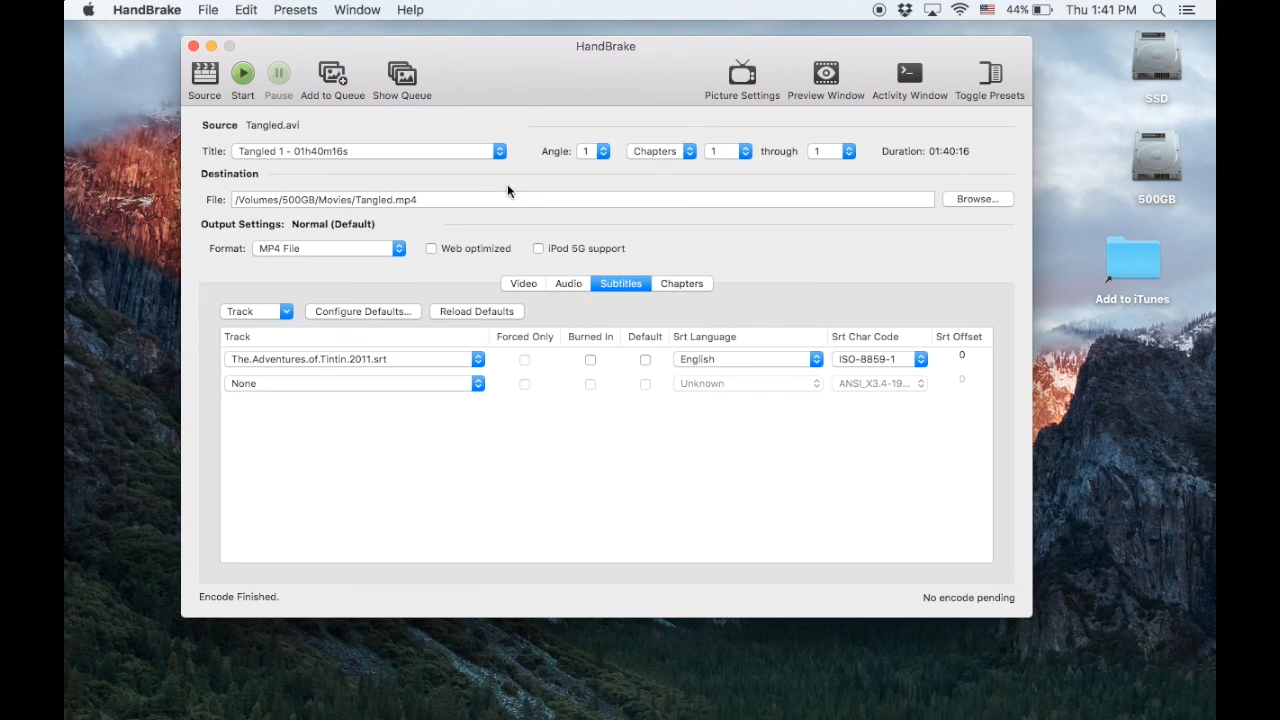 HandBrake File Edit Presets Window Help 44% Thu 1:41 PM
HandBrake
Source Start Pause Add to Queue Show Queue Picture Settings Preview Window Activity Window Toggle Presets
SSD
Source Tangled.avi
Title: Tangled 1 - 01h40m16s Angle: 1 Chapters 1 through 1 Duration: 01:40:16
Destination
File: /Volumes/500GB/Movies/Tangled.mp4 Browse...
500GB
Output Settings: Normal (Default)
Format: MP4 File Web optimized iPod 5G support
Video Audio Subtitles Chapters
Add to iTunes
Track Configure Defaults... Reload Defaults
Track Forced Only Burned In Default Srt Language Srt Char Code Srt Offset
The.Adventures.of.Tintin.2011.srt English ISO-8859-1 0
None Unknown ANSI_X3.4-19... 0
Encode Finished. No encode pending